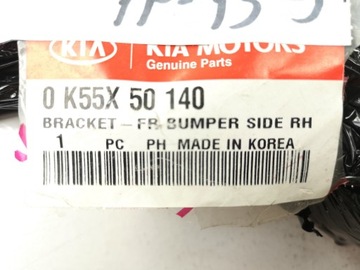 KIA
KIA MOTORS
Genuine Parts
0 K55X 50 140
BRACKET-FR BUMPER SIDE RH
1 PC PH MADE IN KOREA